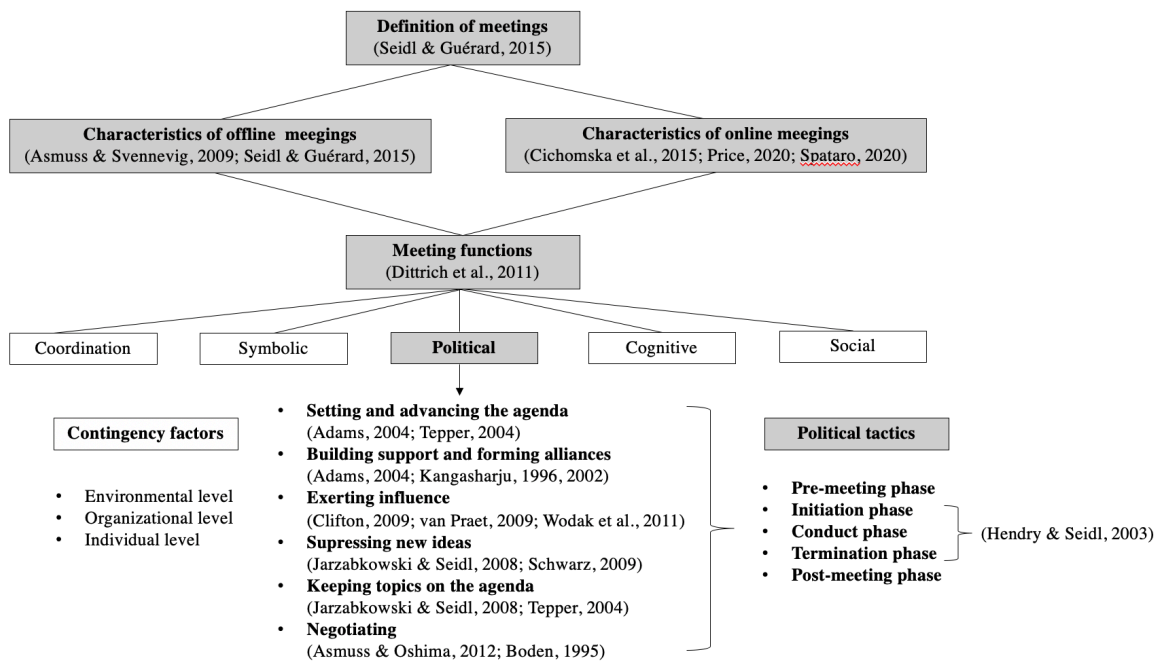 Definition of meetings
(Seidl & Guérard, 2015)
Characteristics of offline meegings
(Asmuss & Svennevig, 2009; Seidl & Guérard, 2015)
Characteristics of online meegings
(Cichomska et al., 2015; Price, 2020; Spataro, 2020)
Meeting functions
(Dittrich et al., 2011)
Coordination
Symbolic
Political
Cognitive
Social
Contingency factors
• Environmental level
• Organizational level
• Individual level
• Setting and advancing the agenda
(Adams, 2004; Tepper, 2004)
• Building support and forming alliances
(Adams, 2004; Kangasharju, 1996, 2002)
• Exerting influence
(Clifton, 2009; van Praet, 2009; Wodak et al., 2011)
• Supressing new ideas
(Jarzabkowski & Seidl, 2008; Schwarz, 2009)
• Keeping topics on the agenda
(Jarzabkowski & Seidl, 2008; Tepper, 2004)
• Negotiating
(Asmuss & Oshima, 2012; Boden, 1995)
Political tactics
• Pre-meeting phase
• Initiation phase
• Conduct phase
• Termination phase
• Post-meeting phase
(Hendry & Seidl, 2003)